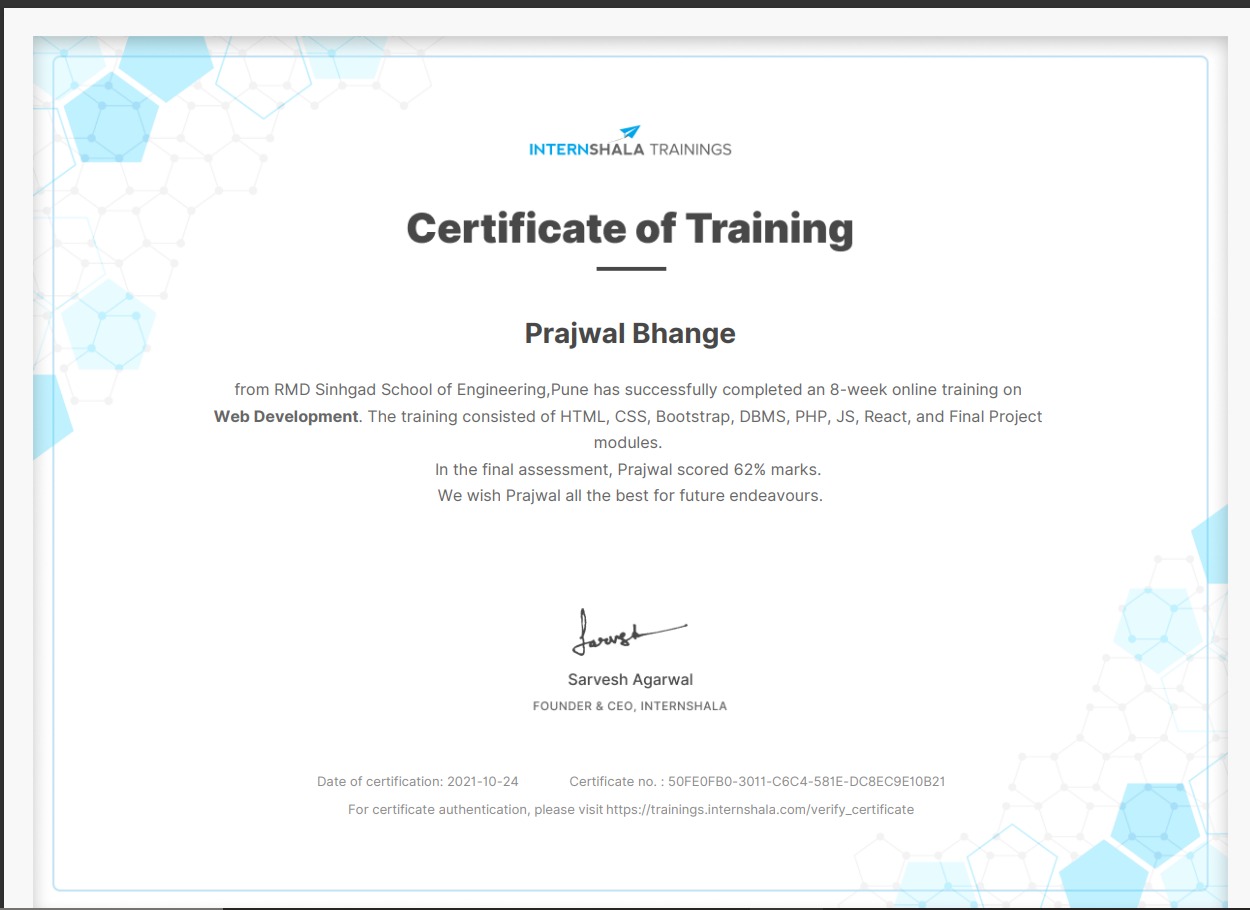 INTERNSHALA TRAININGS
Certificate of Training
Prajwal Bhange
from RMD Sinhgad School of Engineering,Pune has successfully completed an 8-week online training on
Web Development. The training consisted of HTML, CSS, Bootstrap, DBMS, PHP, JS, React, and Final Project
modules.
In the final assessment, Prajwal scored 62% marks.
We wish Prajwal all the best for future endeavours.
Sarvesh
Sarvesh Agarwal
FOUNDER & CEO, INTERNSHALA
Date of certification: 2021-10-24 Certificate no. : 50FE0FB0-3011-C6C4-581E-DC8EC9E10B21
For certificate authentication, please visit https://trainings.internshala.com/verify_certificate